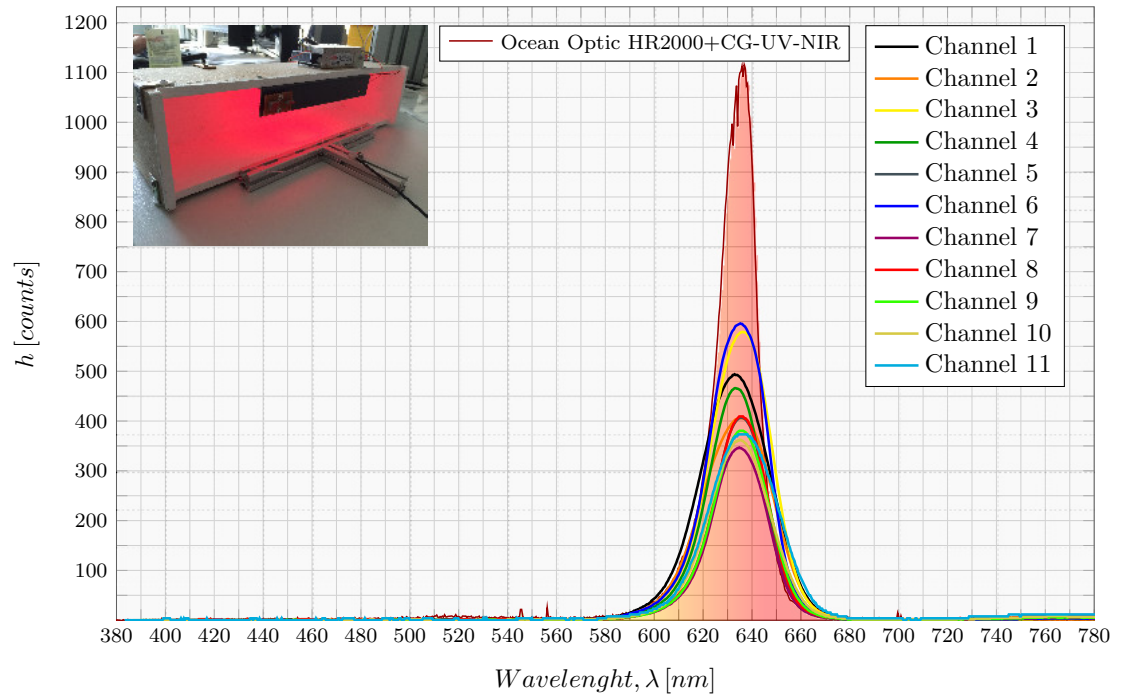 1200
1100
1000
900
800
700
600
500
400
300
200
100
h [counts]
Ocean Optic HR2000+CG-UV-NIR
Channel 1
Channel 2
Channel 3
Channel 4
Channel 5
Channel 6
Channel 7
Channel 8
Channel 9
Channel 10
Channel 11
380 400 420 440 460 480 500 520 540 560 580 600 620 640 660 680 700 720 740 760 780
Wavelenght, λ [nm]